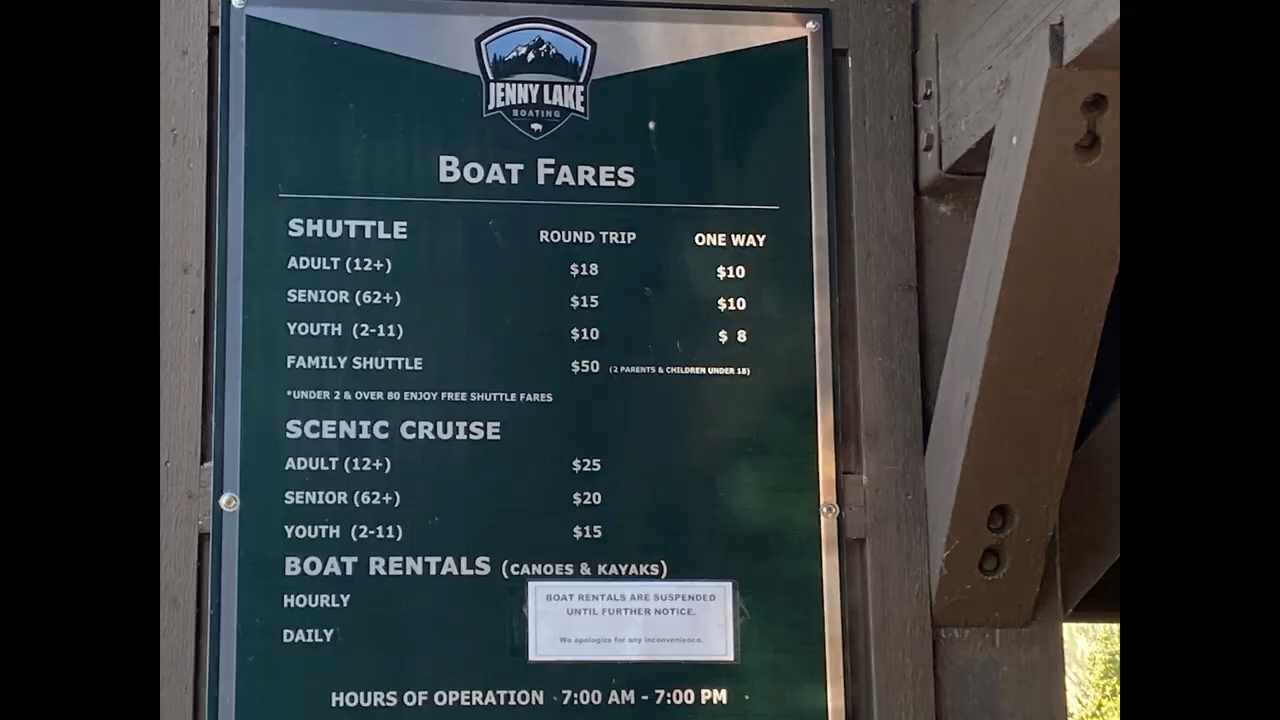 JENNY LAKE
BOATING
BOAT FARES
SHUTTLE ROUND TRIP ONE WAY
ADULT (12+) $18 $10
SENIOR (62+) $15 $10
YOUTH (2-11) $10 $ 8
FAMILY SHUTTLE $50 (2 PARENTS & CHILDREN UNDER 18)
*UNDER 2 & OVER 80 ENJOY FREE SHUTTLE FARES
SCENIC CRUISE
ADULT (12+) $25
SENIOR (62+) $20
YOUTH (2-11) $15
BOAT RENTALS (CANOES & KAYAKS)
HOURLY
DAILY
BOAT RENTALS ARE SUSPENDED
UNTIL FURTHER NOTICE.
We apologize for any inconvenience.
HOURS OF OPERATION - 7:00 AM - 7:00 PM